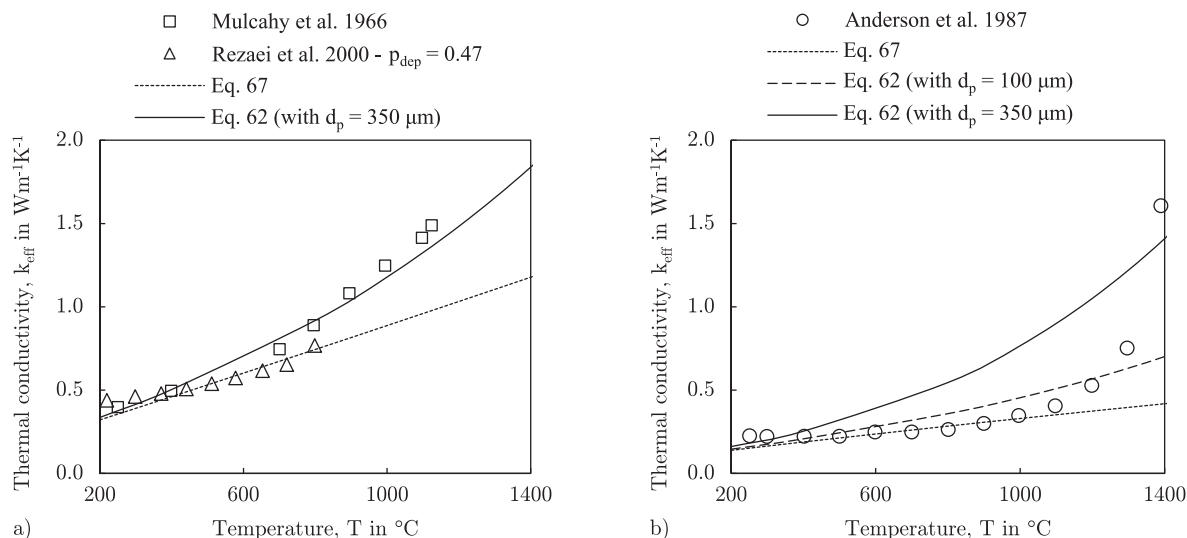 Mulcahy et al. 1966
Rezaei et al. 2000 - p_dep = 0.47
Eq. 67
Eq. 62 (with d_p = 350 μm)
Thermal conductivity, k_eff in Wm⁻¹K⁻¹
2.0
1.5
1.0
0.5
0.0
200
600
1000
1400
a)
Temperature, T in °C
Anderson et al. 1987
Eq. 67
Eq. 62 (with d_p = 100 μm)
Eq. 62 (with d_p = 350 μm)
Thermal conductivity, k_eff in Wm⁻¹K⁻¹
2.0
1.5
1.0
0.5
0.0
200
600
1000
1400
b)
Temperature, T in °C